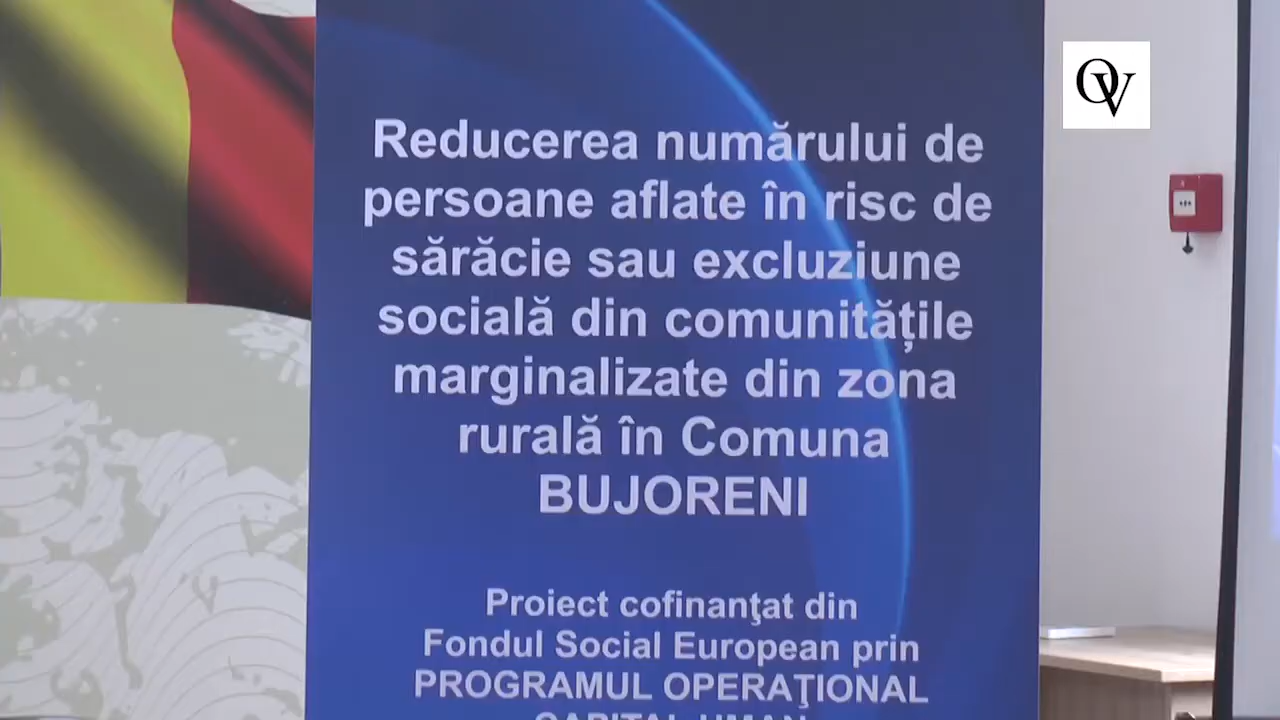 Reducerea numărului de
persoane aflate în risc de
sărăcie sau excluziune
socială din comunitățile
marginalizate din zona
rurală în Comuna
BUJORENI
Proiect cofinanţat din
Fondul Social European prin
PROGRAMUL OPERAŢIONAL
OV